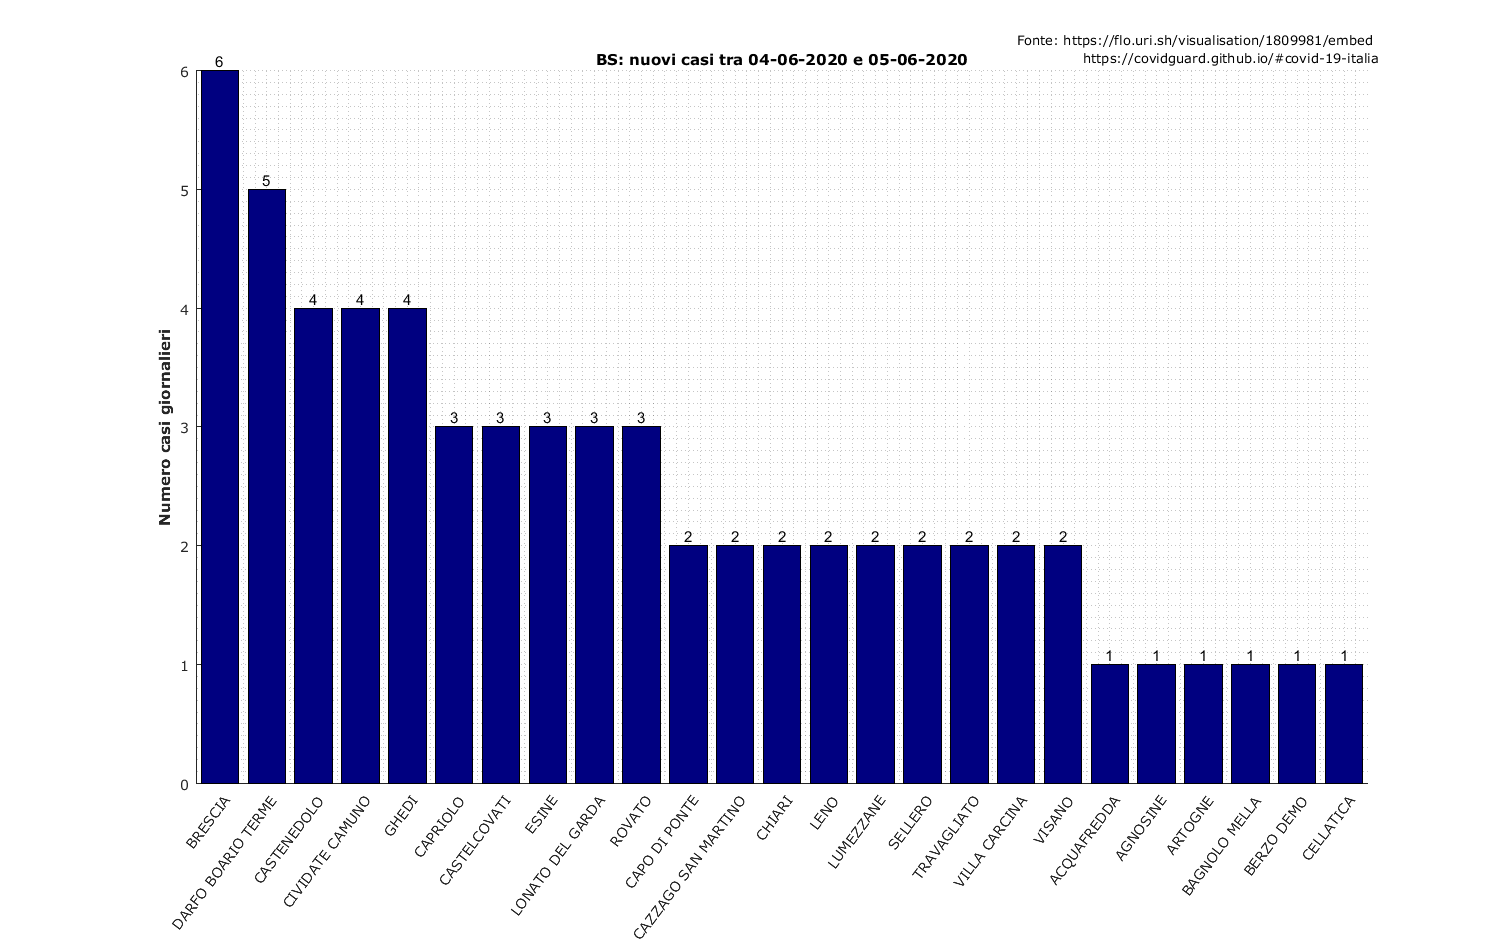 Fonte: https://flo.uri.sh/visualisation/1809981/embed
https://covidguard.github.io/#covid-19-italia
BS: nuovi casi tra 04-06-2020 e 05-06-2020
Numero casi giornalieri
6
5
4
3
2
1
0
6
5
4
4
4
3
3
3
3
3
2
2
2
2
2
2
2
2
2
1
1
1
1
1
1
BRESCIA
DARFO BOARIO TERME
CASTENEDOLO
CIVIDATE CAMUNO
GHEDI
CAPRIOLO
CASTELCOVATI
ESINE
LONATO DEL GARDA
ROVATO
CAPO DI PONTE
CAZZAGO SAN MARTINO
CHIARI
LENO
LUMEZZANE
SELLERO
TRAVAGLIATO
VILLA CARCINA
VISANO
ACQUAFREDDA
AGNOSINE
ARTOGNE
BAGNOLO MELLA
BERZO DEMO
CELLATICA